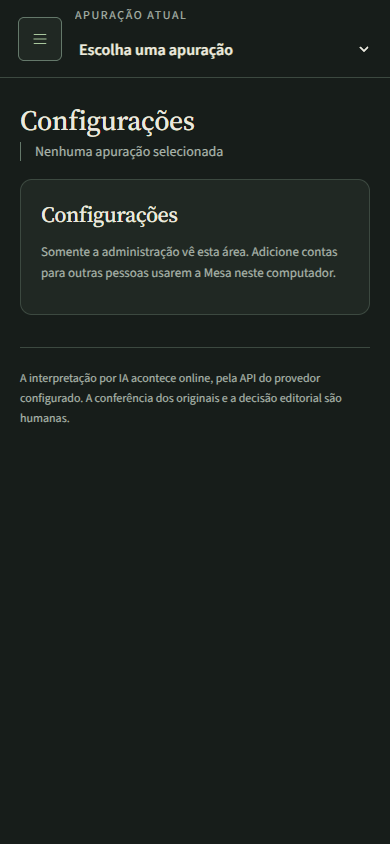 APURAÇÃO ATUAL
Escolha uma apuração
Configurações
Nenhuma apuração selecionada
Configurações
Somente a administração vê esta área. Adicione contas
para outras pessoas usarem a Mesa neste computador.
A interpretação por IA acontece online, pela API do provedor
configurado. A conferência dos originais e a decisão editorial são
humanas.